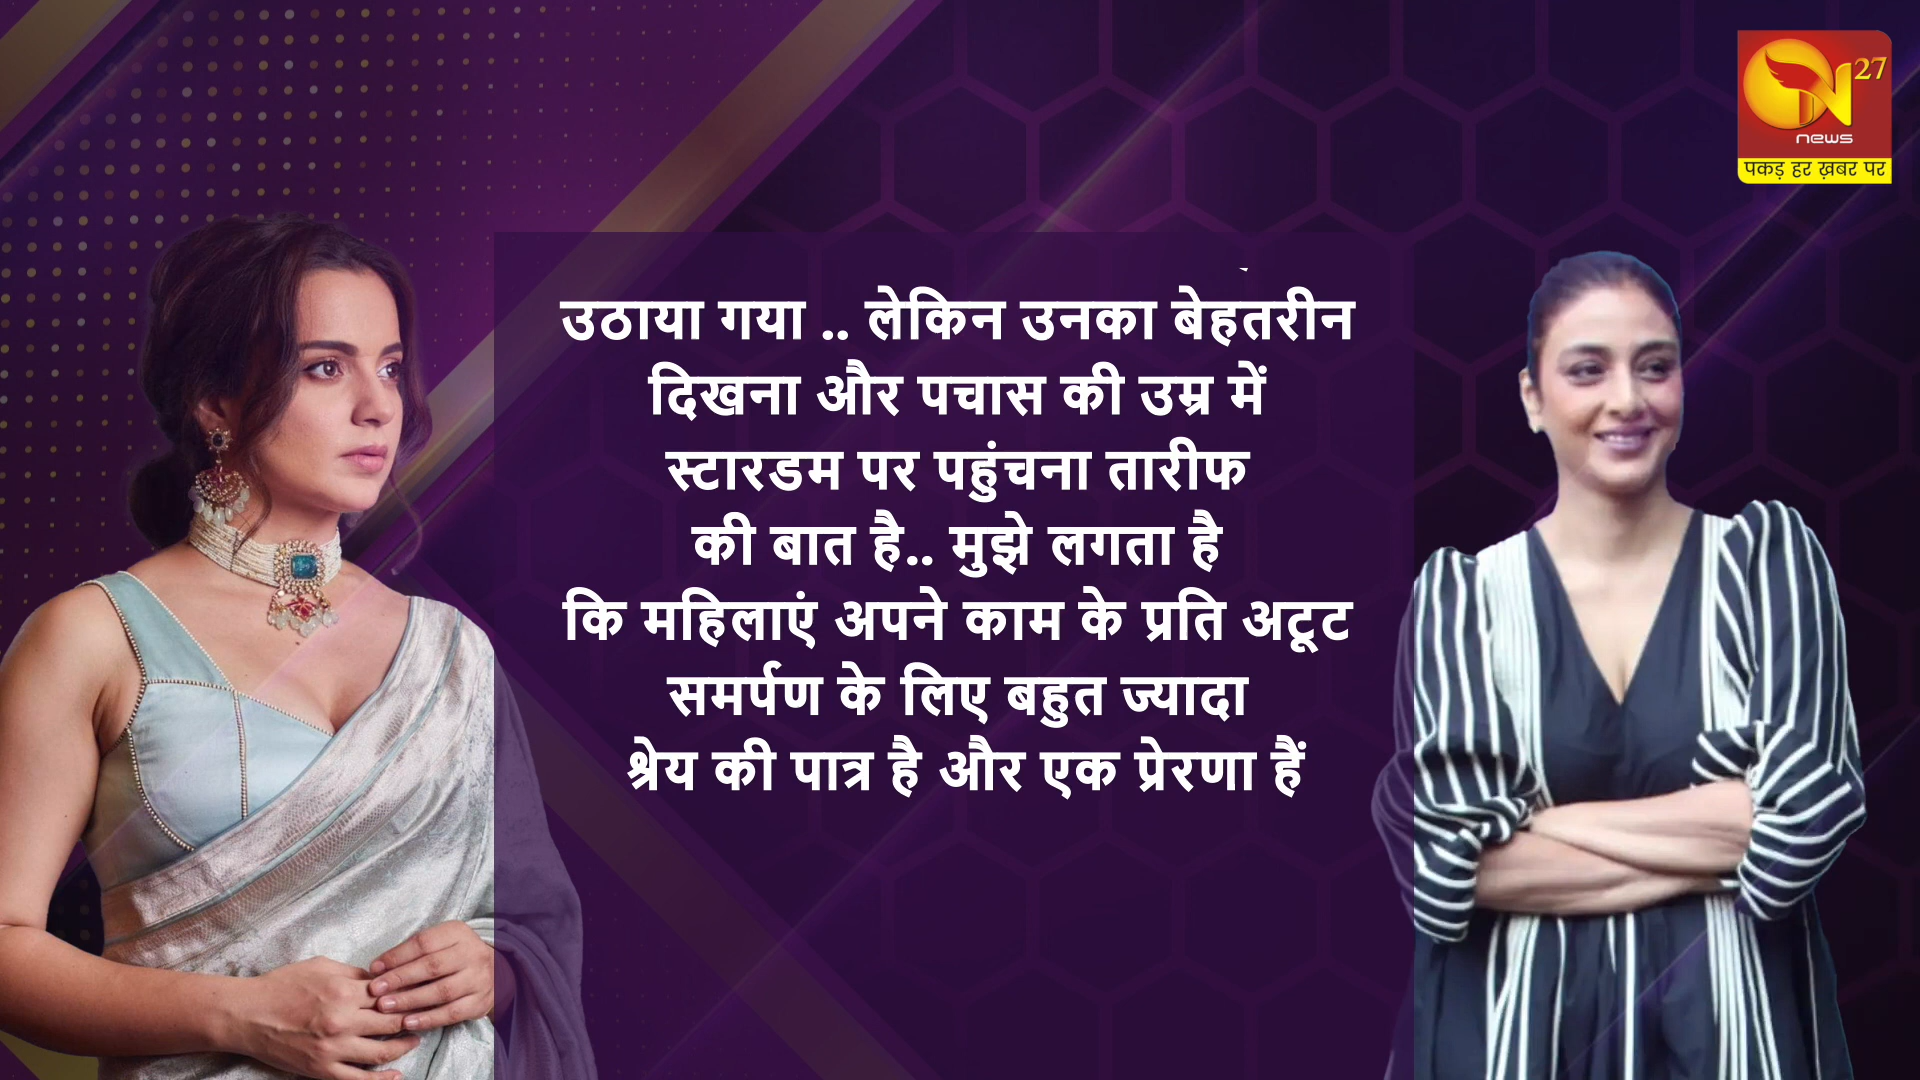 27
news
पकड़ हर ख़बर पर
उठाया गया .. लेकिन उनका बेहतरीन
दिखना और पचास की उम्र में
स्टारडम पर पहुंचना तारीफ
की बात है.. मुझे लगता है
कि महिलाएं अपने काम के प्रति अटूट
समर्पण के लिए बहुत ज्यादा
श्रेय की पात्र है और एक प्रेरणा हैं